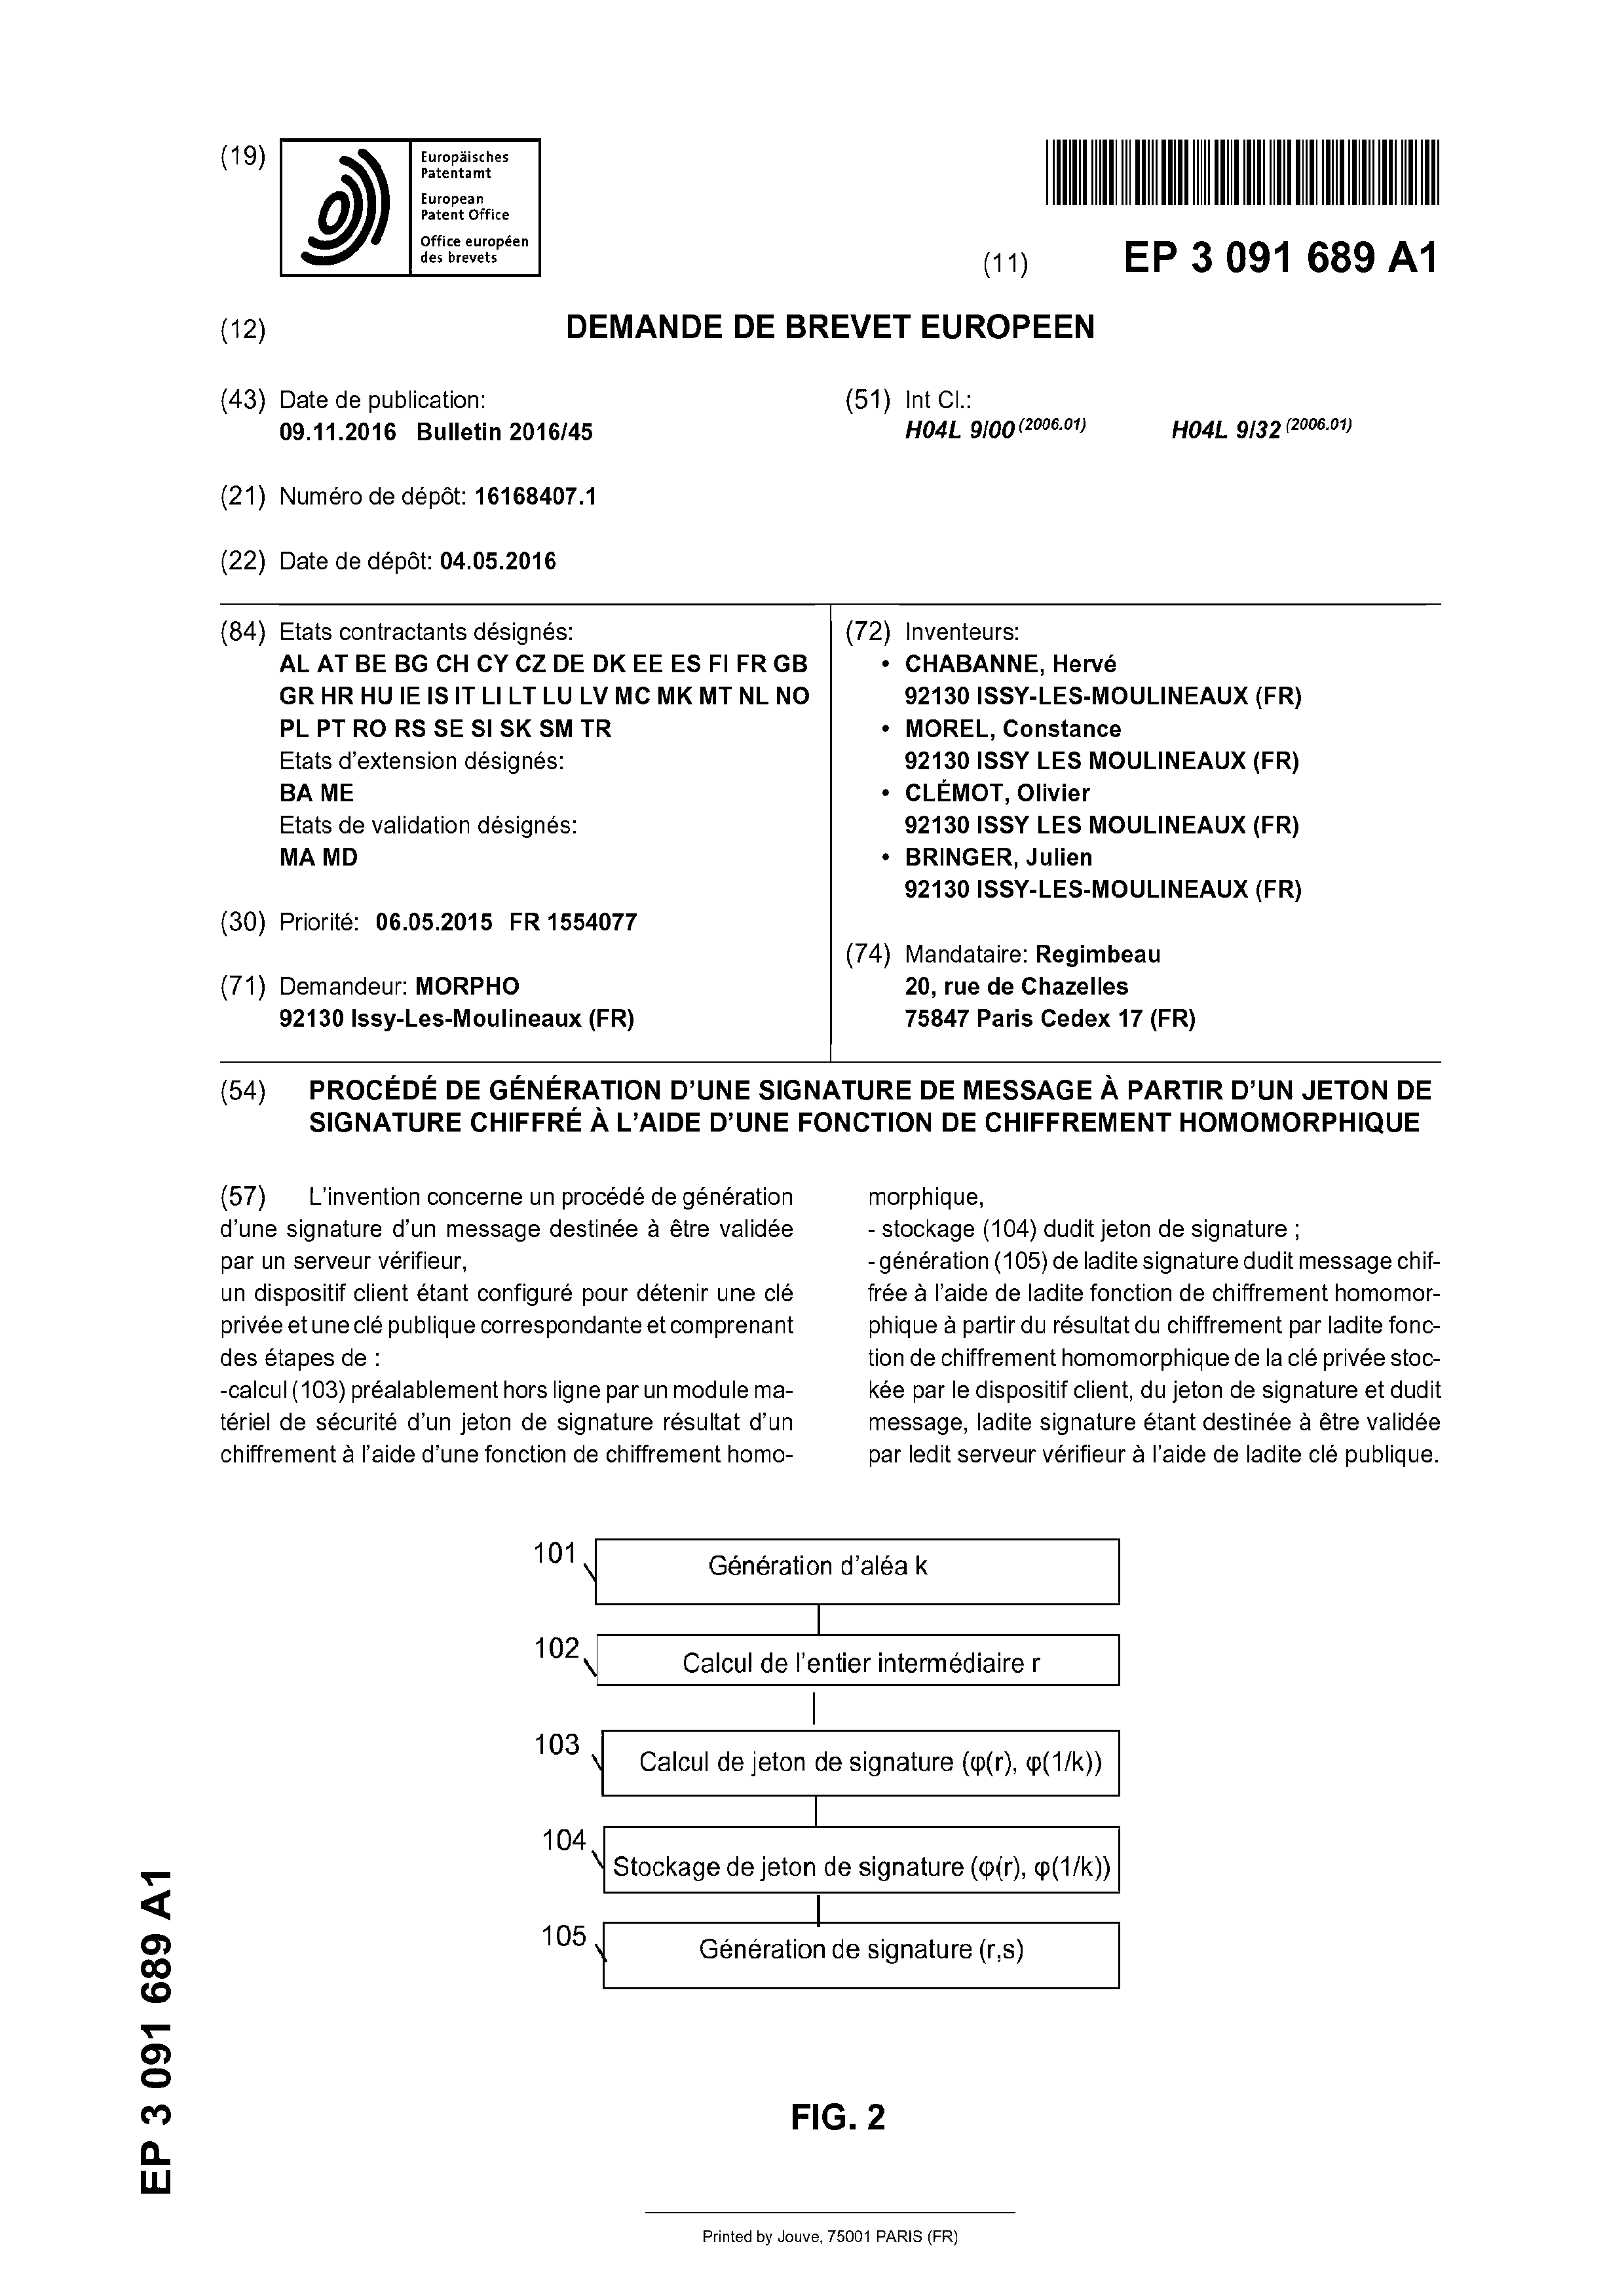 (19)
Europäisches
Patentamt
European
Patent Office
Office européen
des brevets
(11) EP 3 091 689 A1
(12) DEMANDE DE BREVET EUROPEEN
(43) Date de publication:
09.11.2016 Bulletin 2016/45
(51) Int Cl.:
H04L 9/00 (2006.01) H04L 9/32 (2006.01)
(21) Numéro de dépôt: 16168407.1
(22) Date de dépôt: 04.05.2016
(84) Etats contractants désignés:
AL AT BE BG CH CY CZ DE DK EE ES FI FR GB
GR HR HU IE IS IT LI LT LU LV MC MK MT NL NO
PL PT RO RS SE SI SK SM TR
Etats d'extension désignés:
BA ME
Etats de validation désignés:
MA MD
(30) Priorité: 06.05.2015 FR 1554077
(71) Demandeur: MORPHO
92130 Issy-Les-Moulineaux (FR)
(72) Inventeurs:
• CHABANNE, Hervé
92130 ISSY-LES-MOULINEAUX (FR)
• MOREL, Constance
92130 ISSY LES MOULINEAUX (FR)
• CLÉMOT, Olivier
92130 ISSY LES MOULINEAUX (FR)
• BRINGER, Julien
92130 ISSY-LES-MOULINEAUX (FR)
(74) Mandataire: Regimbeau
20, rue de Chazelles
75847 Paris Cedex 17 (FR)
(54) PROCÉDÉ DE GÉNÉRATION D'UNE SIGNATURE DE MESSAGE À PARTIR D'UN JETON DE
SIGNATURE CHIFFRÉ À L'AIDE D'UNE FONCTION DE CHIFFREMENT HOMOMORPHIQUE
(57) L'invention concerne un procédé de génération
d'une signature d'un message destinée à être validée
par un serveur vérifieur,
un dispositif client étant configuré pour détenir une clé
privée et une clé publique correspondante et comprenant
des étapes de :
-calcul (103) préalablement hors ligne par un module ma-
tériel de sécurité d'un jeton de signature résultat d'un
chiffrement à l'aide d'une fonction de chiffrement homo-
morphique,
- stockage (104) dudit jeton de signature ;
- génération (105) de ladite signature dudit message chif-
frée à l'aide de ladite fonction de chiffrement homomor-
phique à partir du résultat du chiffrement par ladite fonc-
tion de chiffrement homomorphique de la clé privée stoc-
kée par le dispositif client, du jeton de signature et dudit
message, ladite signature étant destinée à être validée
par ledit serveur vérifieur à l'aide de ladite clé publique.
101 Génération d'aléa k
102 Calcul de l'entier intermédiaire r
103 Calcul de jeton de signature (φ(r), φ(1/k))
104 Stockage de jeton de signature (φ(r), φ(1/k))
105 Génération de signature (r,s)
FIG. 2
EP 3 091 689 A1
Printed by Jouve, 75001 PARIS (FR)